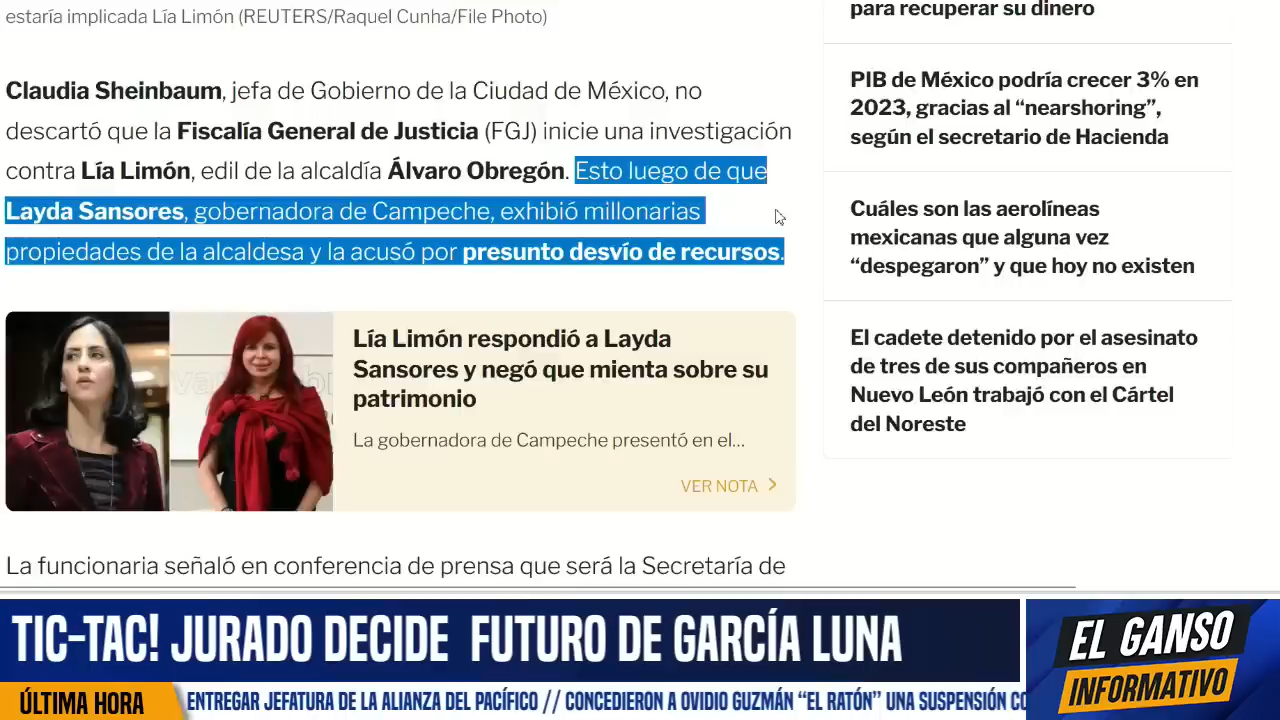 estaría implicada Lía Limón (REUTERS/Raquel Cunha/File Photo)
Claudia Sheinbaum, jefa de Gobierno de la Ciudad de México, no
descartó que la Fiscalía General de Justicia (FGJ) inicie una investigación
contra Lía Limón, edil de la alcaldía Álvaro Obregón. Esto luego de que
Layda Sansores, gobernadora de Campeche, exhibió millonarias
propiedades de la alcaldesa y la acusó por presunto desvío de recursos.
Lía Limón respondió a Layda
Sansores y negó que mienta sobre su
patrimonio
La gobernadora de Campeche presentó en el...
VER NOTA
La funcionaria señaló en conferencia de prensa que será la Secretaría de
para recuperar su dinero
PIB de México podría crecer 3% en
2023, gracias al “nearshoring”,
según el secretario de Hacienda
Cuáles son las aerolíneas
mexicanas que alguna vez
“despegaron” y que hoy no existen
El cadete detenido por el asesinato
de tres de sus compañeros en
Nuevo León trabajó con el Cártel
del Noreste
TIC-TAC! JURADO DECIDE FUTURO DE GARCÍA LUNA
EL GANSO
INFORMATIVO
ÚLTIMA HORA
ENTREGAR JEFATURA DE LA ALIANZA DEL PACÍFICO // CONCEDIERON A OVIDIO GUZMÁN “EL RATÓN” UNA SUSPENSIÓN CO